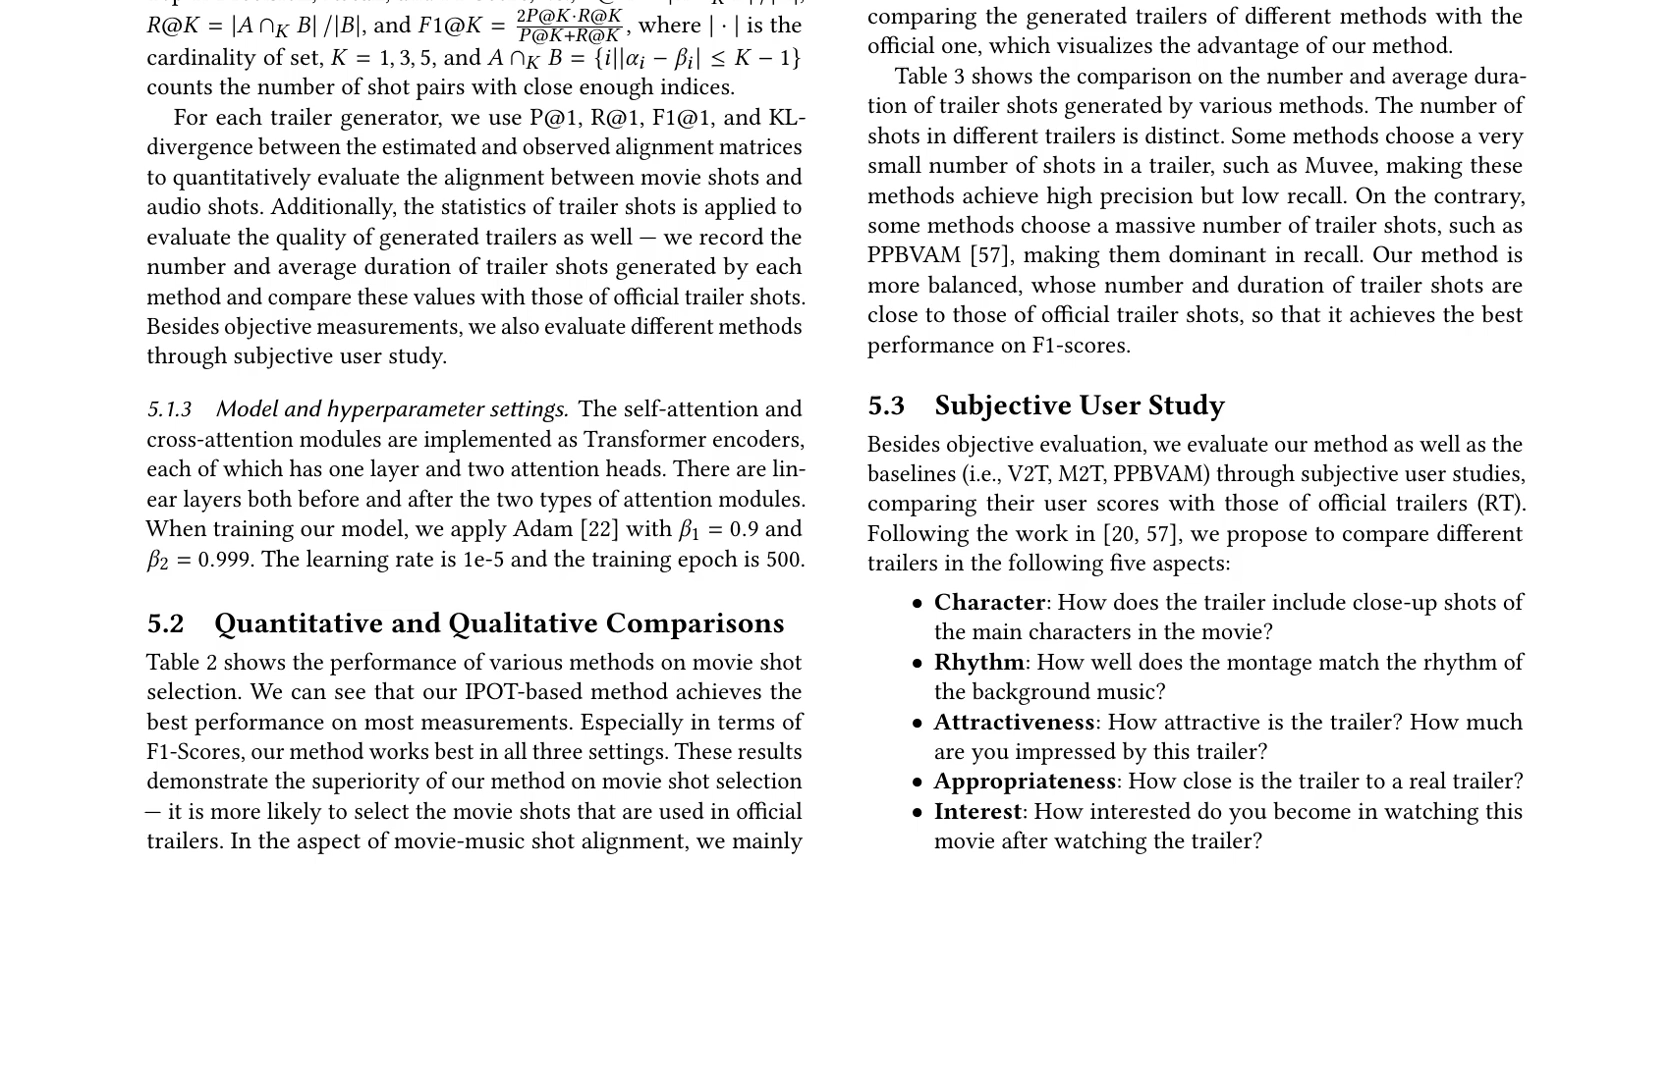 R@K = |A ∩_K B| /|B|, and F1@K = 2P@K·R@K / P@K+R@K, where | · | is the
cardinality of set, K = 1, 3, 5, and A ∩_K B = {i||α_i − β_i| ≤ K − 1}
counts the number of shot pairs with close enough indices.
For each trailer generator, we use P@1, R@1, F1@1, and KL-
divergence between the estimated and observed alignment matrices
to quantitatively evaluate the alignment between movie shots and
audio shots. Additionally, the statistics of trailer shots is applied to
evaluate the quality of generated trailers as well — we record the
number and average duration of trailer shots generated by each
method and compare these values with those of official trailer shots.
Besides objective measurements, we also evaluate different methods
through subjective user study.
5.1.3 Model and hyperparameter settings. The self-attention and
cross-attention modules are implemented as Transformer encoders,
each of which has one layer and two attention heads. There are lin-
ear layers both before and after the two types of attention modules.
When training our model, we apply Adam [22] with β₁ = 0.9 and
β₂ = 0.999. The learning rate is 1e-5 and the training epoch is 500.
5.2 Quantitative and Qualitative Comparisons
Table 2 shows the performance of various methods on movie shot
selection. We can see that our IPOT-based method achieves the
best performance on most measurements. Especially in terms of
F1-Scores, our method works best in all three settings. These results
demonstrate the superiority of our method on movie shot selection
— it is more likely to select the movie shots that are used in official
trailers. In the aspect of movie-music shot alignment, we mainly
comparing the generated trailers of different methods with the
official one, which visualizes the advantage of our method.
Table 3 shows the comparison on the number and average dura-
tion of trailer shots generated by various methods. The number of
shots in different trailers is distinct. Some methods choose a very
small number of shots in a trailer, such as Muvee, making these
methods achieve high precision but low recall. On the contrary,
some methods choose a massive number of trailer shots, such as
PPBVAM [57], making them dominant in recall. Our method is
more balanced, whose number and duration of trailer shots are
close to those of official trailer shots, so that it achieves the best
performance on F1-scores.
5.3 Subjective User Study
Besides objective evaluation, we evaluate our method as well as the
baselines (i.e., V2T, M2T, PPBVAM) through subjective user studies,
comparing their user scores with those of official trailers (RT).
Following the work in [20, 57], we propose to compare different
trailers in the following five aspects:
• Character: How does the trailer include close-up shots of
the main characters in the movie?
• Rhythm: How well does the montage match the rhythm of
the background music?
• Attractiveness: How attractive is the trailer? How much
are you impressed by this trailer?
• Appropriateness: How close is the trailer to a real trailer?
• Interest: How interested do you become in watching this
movie after watching the trailer?